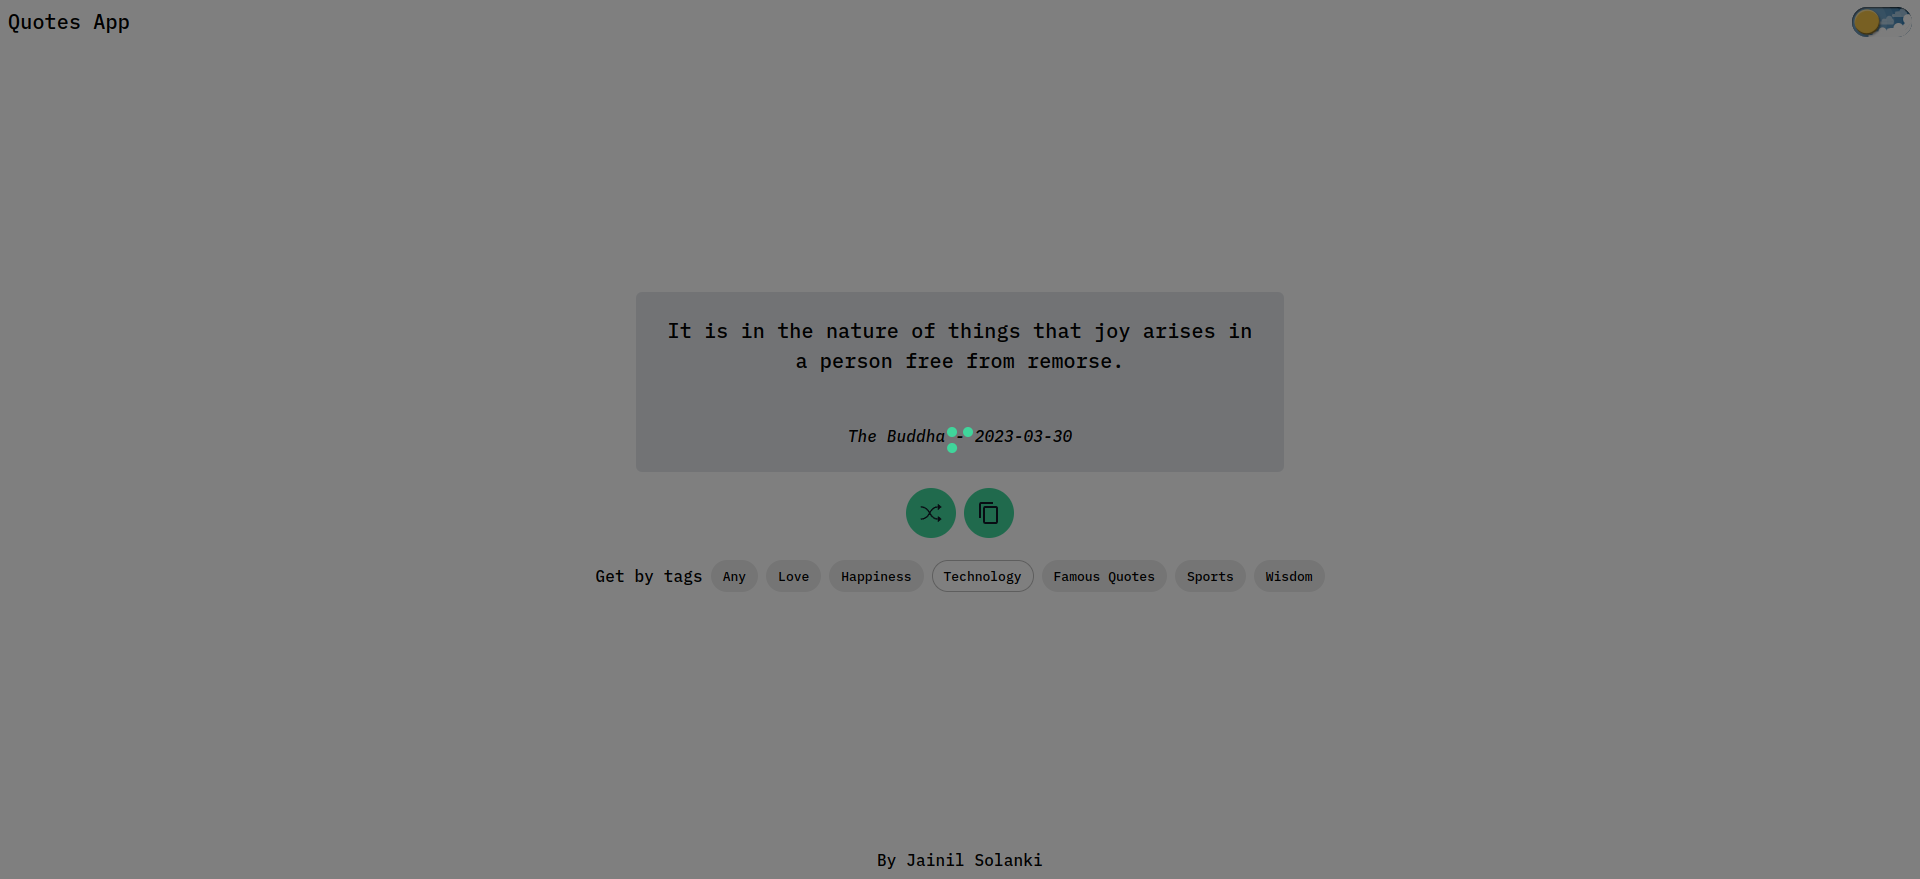 Quotes App
It is in the nature of things that joy arises in
a person free from remorse.
The Buddha - 2023-03-30
Get by tags Any Love Happiness Technology Famous Quotes Sports Wisdom
By Jainil Solanki